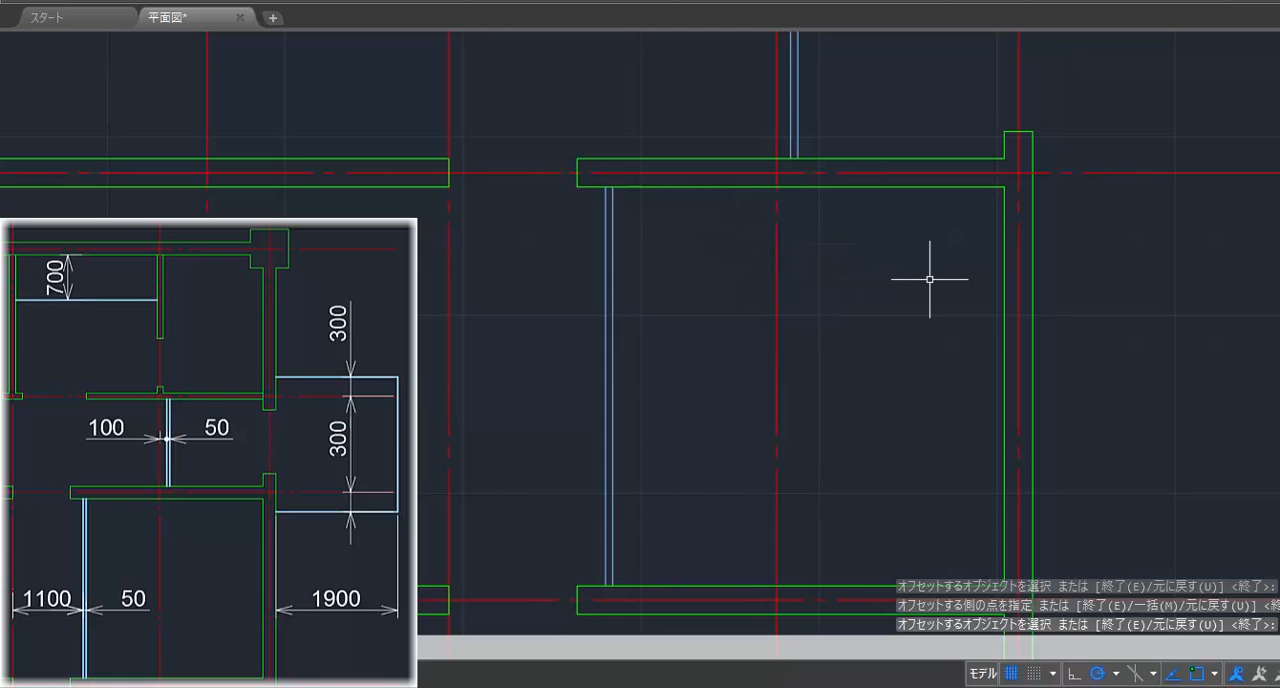 スタート
平面図*
700
300
300
100
50
1100
50
1900
オフセットするオブジェクトを選択 または [終了(E)/元に戻す(U)] <終了>:
オフセットする側の点を指定 または [終了(E)/一括(M)/元に戻す(U)] <終
オフセットするオブジェクトを選択 または [終了(E)/元に戻す(U)] <終了>:
モデル